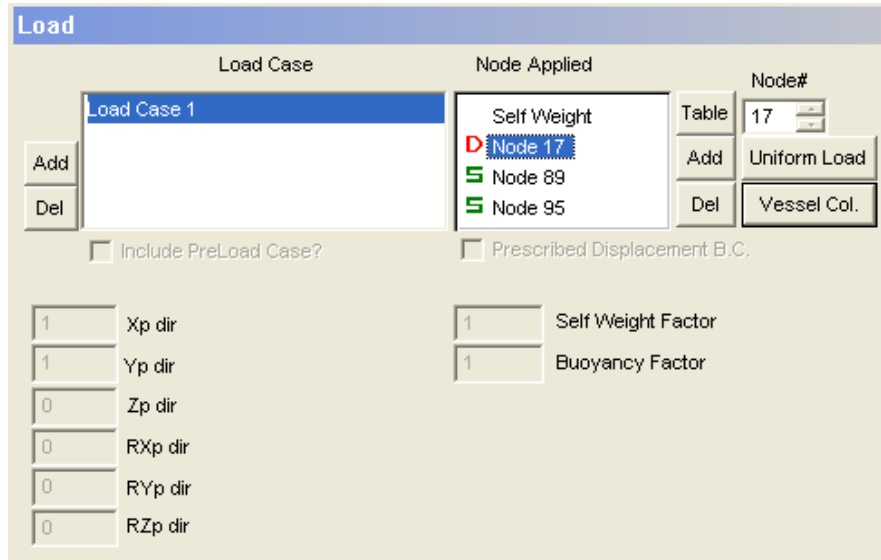 Load
Load Case
Node Applied
Node#
Load Case 1
Self Weight
D Node 17
S Node 89
S Node 95
Table
17
Add
Add
Uniform Load
Del
Del
Vessel Col.
Include PreLoad Case?
Prescribed Displacement B.C.
1 Xp dir
1 Self Weight Factor
1 Yp dir
1 Buoyancy Factor
0 Zp dir
0 RXp dir
0 RYp dir
0 RZp dir